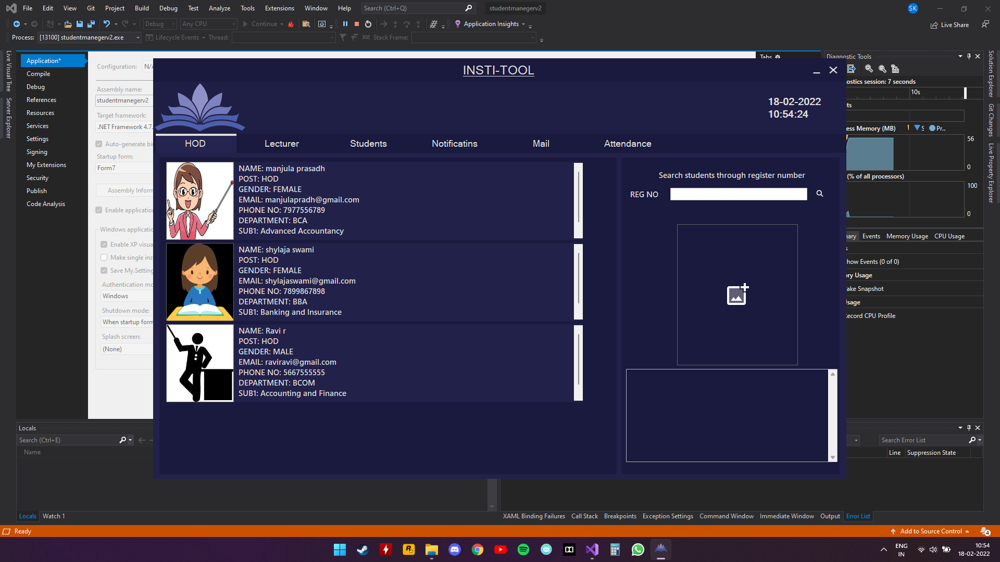 File Edit View Git Project Build Debug Test Analyze Tools Extensions Window Help Search (Ctrl+Q) studentmanegerv2 SK
Debug Any CPU Continue Application Insights Live Share
Process: [13100] studentmanegerv2.exe Lifecycle Events Thread: Stack Frame:
Live Visual Tree
Server Explorer
Application*
Compile
Debug
References
Resources
Services
Settings
Signing
My Extensions
Security
Publish
Code Analysis
Configuration: N/A
Assembly name:
studentmanegerv2
Target framework:
.NET Framework 4.7.
Auto-generate bin
Startup form:
Form7
Assembly Inform
Enable application
Windows applicatio
Enable XP visua
Make single inst
Save My.Setting
Authentication mo
Windows
Shutdown mode:
When startup form
Splash screen:
(None)
Tabs
INSTI-TOOL
18-02-2022
10:54:24
HOD Lecturer Students Notificatins Mail Attendance
NAME: manjula prasadh
POST: HOD
GENDER: FEMALE
EMAIL: manjulapradh@gmail.com
PHONE NO: 7977556789
DEPARTMENT: BCA
SUB1: Advanced Accountancy
NAME: shylaja swami
POST: HOD
GENDER: FEMALE
EMAIL: shylajaswami@gmail.com
PHONE NO: 7899867898
DEPARTMENT: BBA
SUB1: Banking and Insurance
NAME: Ravi r
POST: HOD
GENDER: MALE
EMAIL: raviravi@gmail.com
PHONE NO: 5667555555
DEPARTMENT: BCOM
SUB1: Accounting and Finance
Search students through register number
REG NO
Diagnostic Tools
ostics session: 7 seconds
10s
ts
ess Memory (MB) S Pr...
56
0
(% of all processors)
100
0
nary Events Memory Usage CPU Usage
s
how Events (0 of 0)
ory Usage
ake Snapshot
Usage
Record CPU Profile
Solution Explorer
Git Changes
Live Property Explorer
Locals
Search (Ctrl+E)
Name
Search Error List
Line Suppression State
Locals Watch 1
XAML Binding Failures Call Stack Breakpoints Exception Settings Command Window Immediate Window Output Error List
Ready
Add to Source Control 4
ENG
IN
10:54
18-02-2022